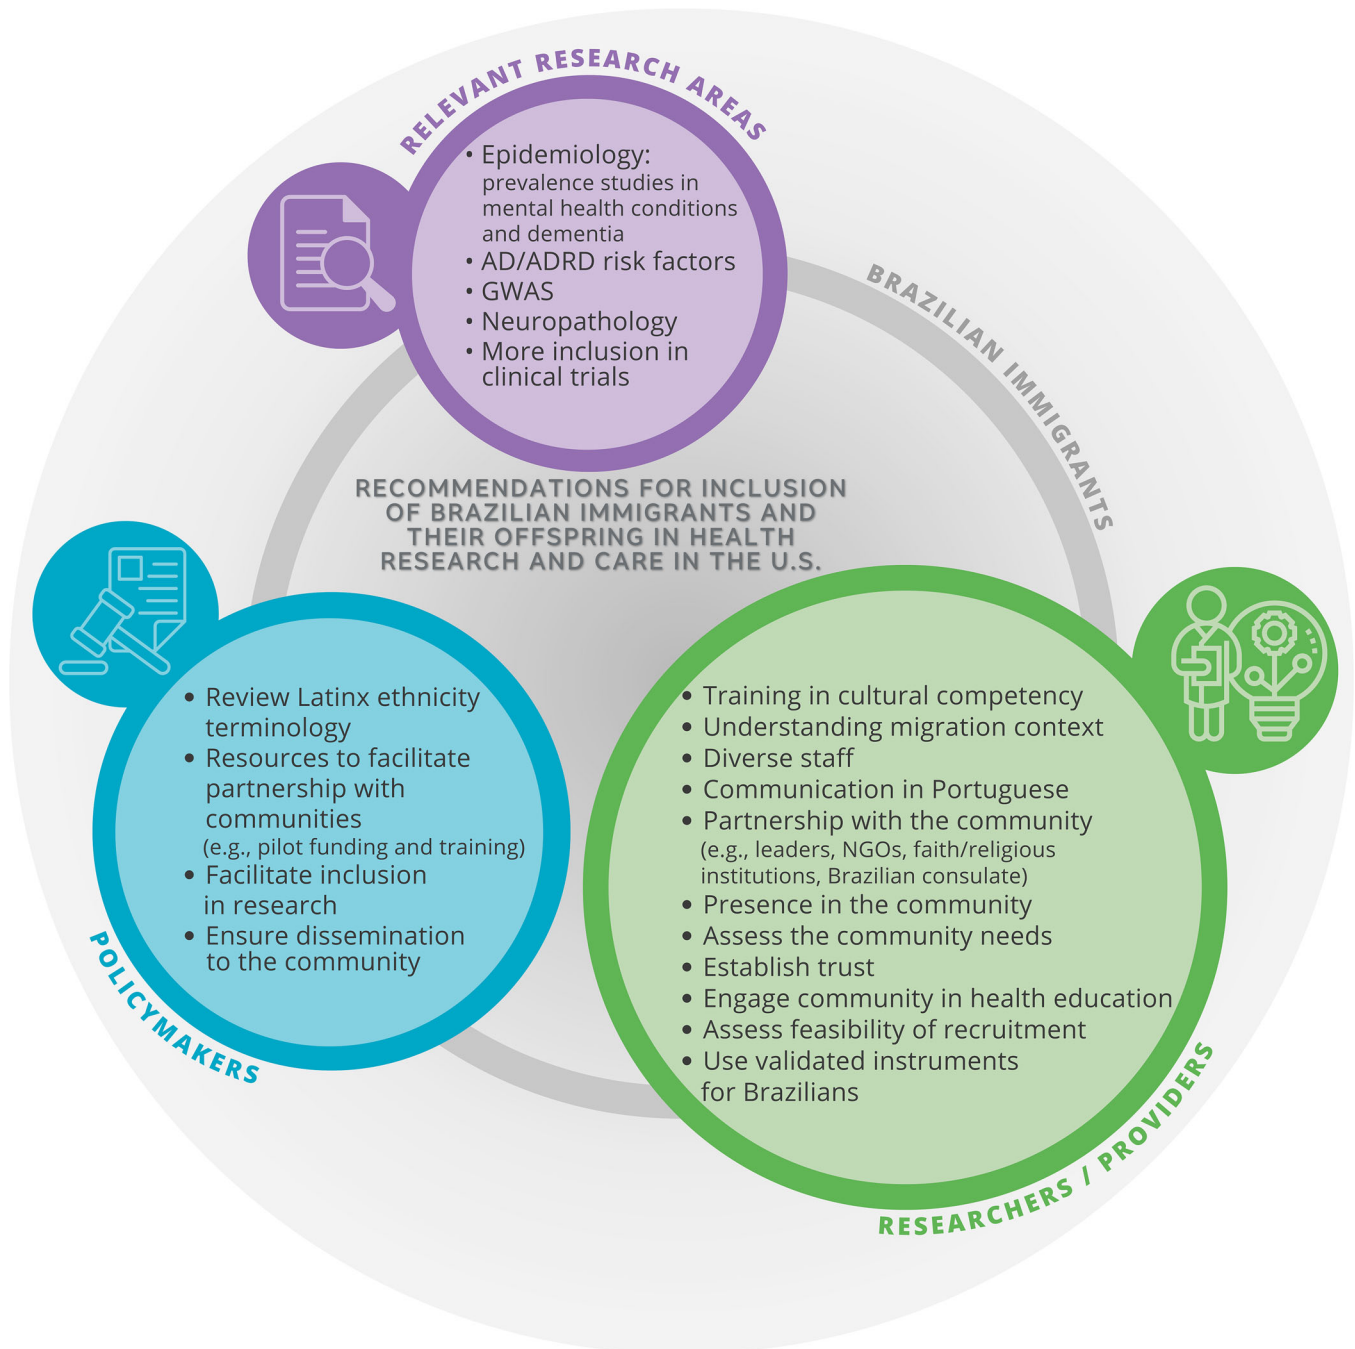 RELEVANT RESEARCH AREAS
• Epidemiology:
prevalence studies in
mental health conditions
and dementia
• AD/ADRD risk factors
• GWAS
• Neuropathology
• More inclusion in
clinical trials
BRAZILIAN IMMIGRANTS
RECOMMENDATIONS FOR INCLUSION
OF BRAZILIAN IMMIGRANTS AND
THEIR OFFSPRING IN HEALTH
RESEARCH AND CARE IN THE U.S.
• Review Latinx ethnicity
terminology
• Resources to facilitate
partnership with
communities
(e.g., pilot funding and training)
• Facilitate inclusion
in research
• Ensure dissemination
to the community
POLICYMAKERS
• Training in cultural competency
• Understanding migration context
• Diverse staff
• Communication in Portuguese
• Partnership with the community
(e.g., leaders, NGOs, faith/religious
institutions, Brazilian consulate)
• Presence in the community
• Assess the community needs
• Establish trust
• Engage community in health education
• Assess feasibility of recruitment
• Use validated instruments
for Brazilians
RESEARCHERS / PROVIDERS